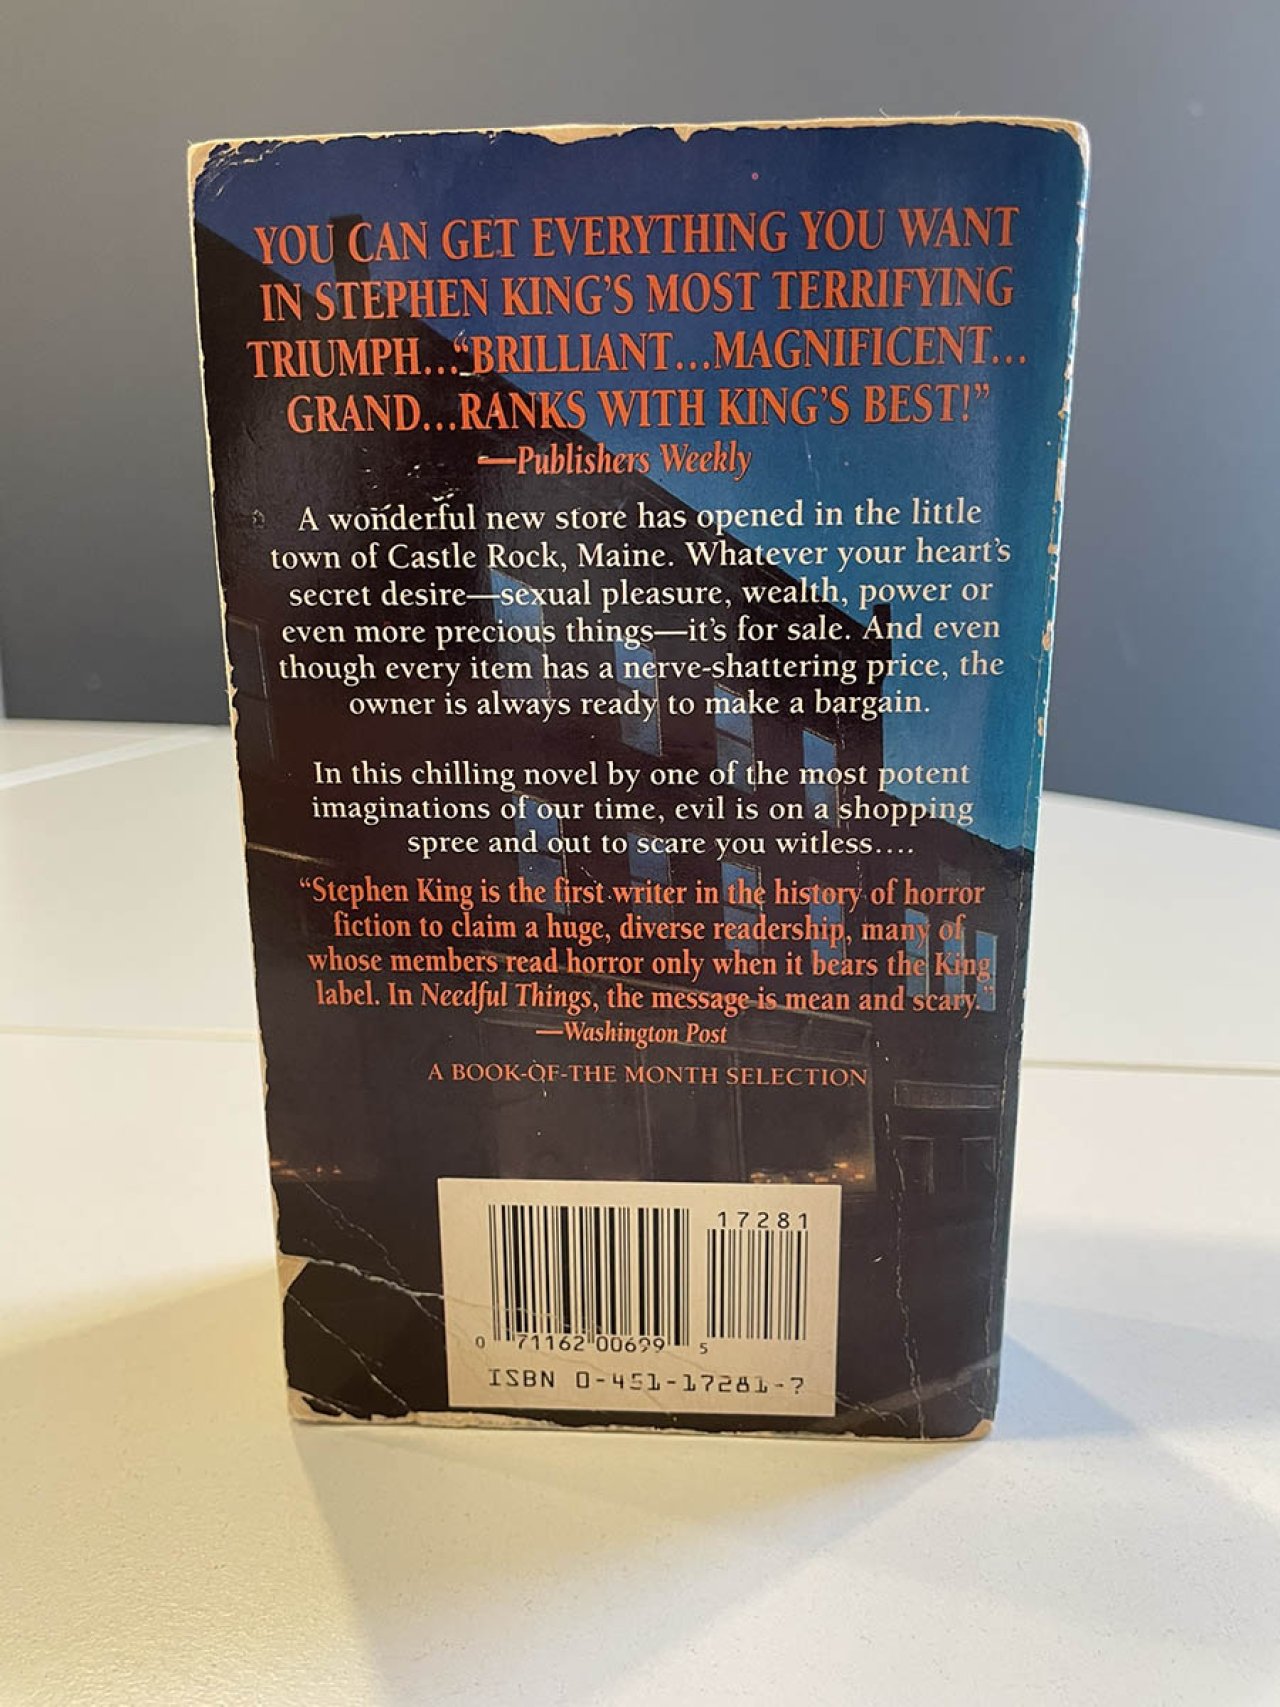 YOU CAN GET EVERYTHING YOU WANT
IN STEPHEN KING'S MOST TERRIFYING
TRIUMPH...“BRILLIANT...MAGNIFICENT...
GRAND...RANKS WITH KING'S BEST!”
—Publishers Weekly
A wonderful new store has opened in the little
town of Castle Rock, Maine. Whatever your heart's
secret desire—sexual pleasure, wealth, power or
even more precious things—it's for sale. And even
though every item has a nerve-shattering price, the
owner is always ready to make a bargain.
In this chilling novel by one of the most potent
imaginations of our time, evil is on a shopping
spree and out to scare you witless....
“Stephen King is the first writer in the history of horror
fiction to claim a huge, diverse readership, many of
whose members read horror only when it bears the King
label. In Needful Things, the message is mean and scary.”
—Washington Post
A BOOK-OF-THE MONTH SELECTION
17281
0 71162 00699 5
ISBN 0-451-17281-7